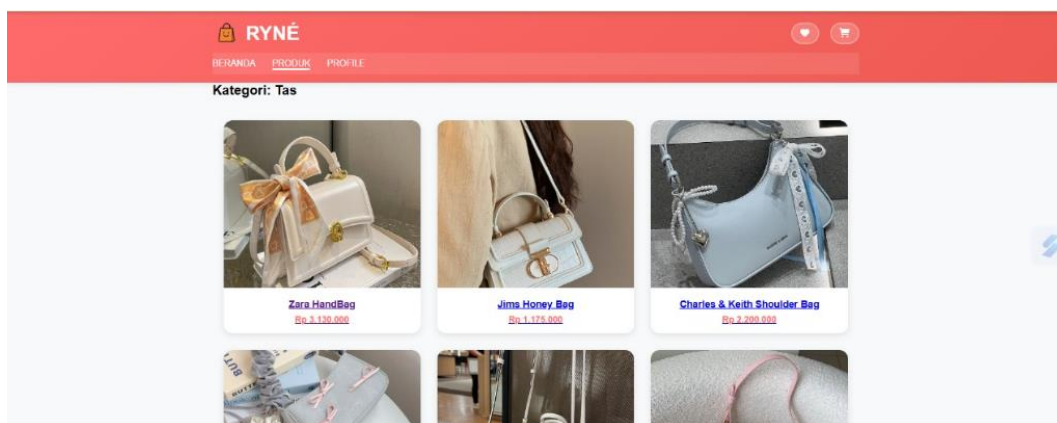 RYNÉ
BERANDA PRODUK PROFILE
Kategori: Tas
Zara HandBag
Rp 3.130.000
Jims Honey Bag
Rp 1.175.000
Charles & Keith Shoulder Bag
Rp 2.200.000